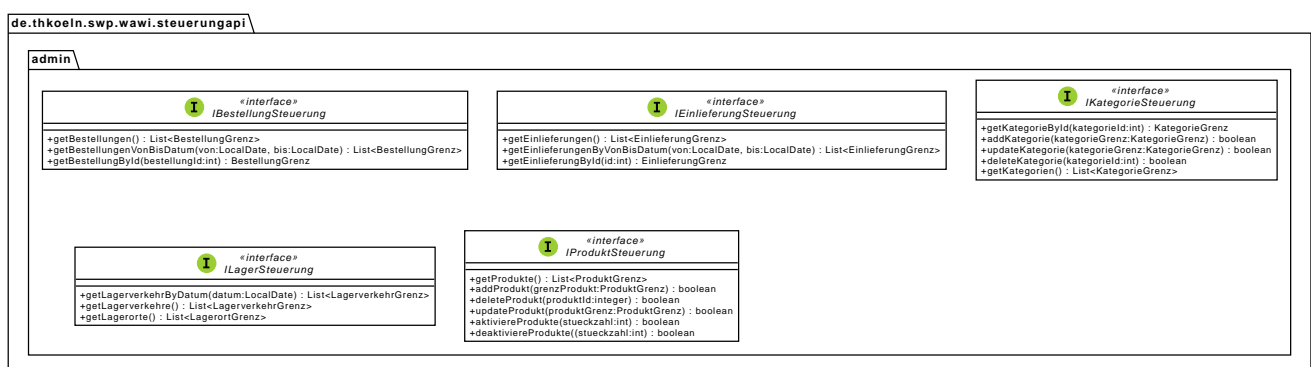 de.thkoeln.swp.wawi.steuerungapi
admin
I
«interface»
IBestellungSteuerung
+getBestellungen() : List<BestellungGrenz>
+getBestellungenVonBisDatum(von:LocalDate, bis:LocalDate) : List<BestellungGrenz>
+getBestellungById(bestellungId:int) : BestellungGrenz
I
«interface»
IEinlieferungSteuerung
+getEinlieferungen() : List<EinlieferungGrenz>
+getEinlieferungenByVonBisDatum(von:LocalDate, bis:LocalDate) : List<EinlieferungGrenz>
+getEinlieferungById(id:int) : EinlieferungGrenz
I
«interface»
IKategorieSteuerung
+getKategorieById(kategorieId:int) : KategorieGrenz
+addKategorie(kategorieGrenz:KategorieGrenz) : boolean
+updateKategorie(kategorieGrenz:KategorieGrenz) : boolean
+deleteKategorie(kategorieId:int) : boolean
+getKategorien() : List<KategorieGrenz>
I
«interface»
ILagerSteuerung
+getLagerverkehrByDatum(datum:LocalDate) : List<LagerverkehrGrenz>
+getLagerverkehre() : List<LagerverkehrGrenz>
+getLagerorte() : List<LagerortGrenz>
I
«interface»
IProduktSteuerung
+getProdukte() : List<ProduktGrenz>
+addProdukt(grenzProdukt:ProduktGrenz) : boolean
+deleteProdukt(produktId:integer) : boolean
+updateProdukt(produktGrenz:ProduktGrenz) : boolean
+aktiviereProdukte(stueckzahl:int) : boolean
+deaktiviereProdukte((stueckzahl:int) : boolean